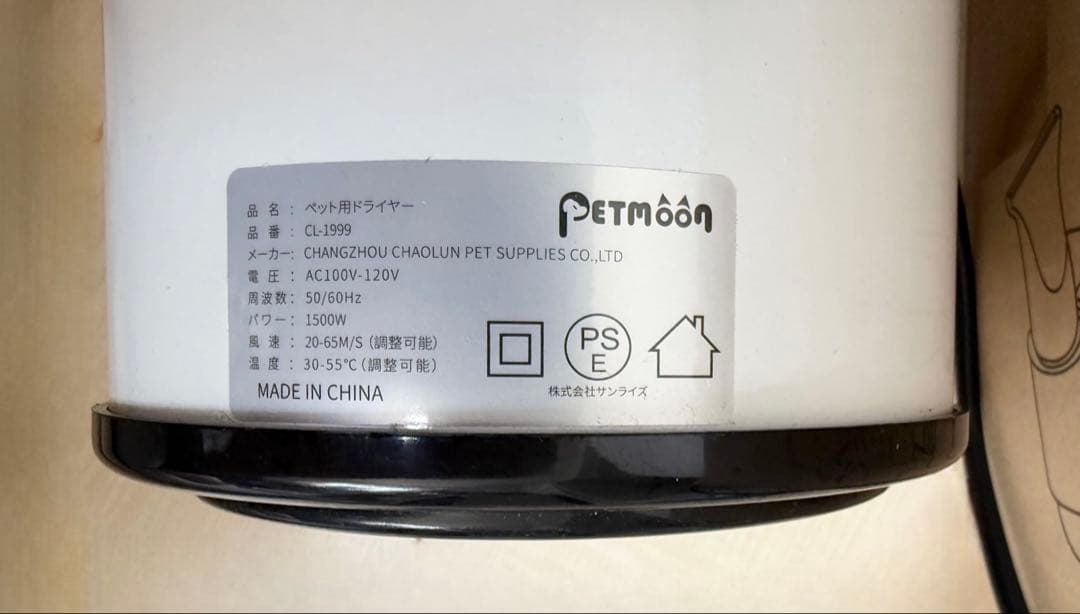 PETMOON
品 名 : ペット用ドライヤー
品 番 : CL-1999
メーカー: CHANGZHOU CHAOLUN PET SUPPLIES CO.,LTD
電 圧 : AC100V-120V
周波数 : 50/60Hz
パワー : 1500W
風 速 : 20-65M/S (調整可能)
温 度 : 30-55℃ (調整可能)
MADE IN CHINA
PS
E
株式会社サンライズ